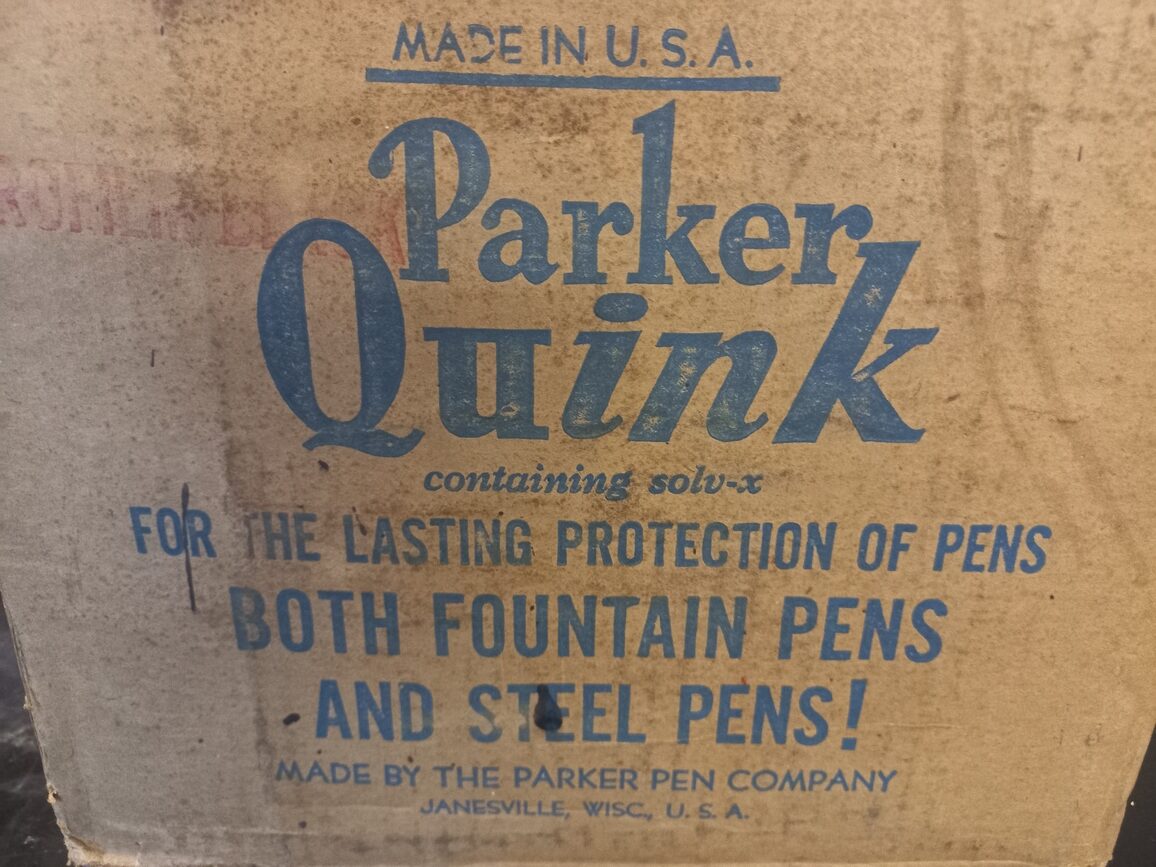 MADE IN U. S. A.
Parker
Quink
containing solv-x
FOR THE LASTING PROTECTION OF PENS
BOTH FOUNTAIN PENS
AND STEEL PENS!
MADE BY THE PARKER PEN COMPANY
JANESVILLE, WISC., U. S. A.